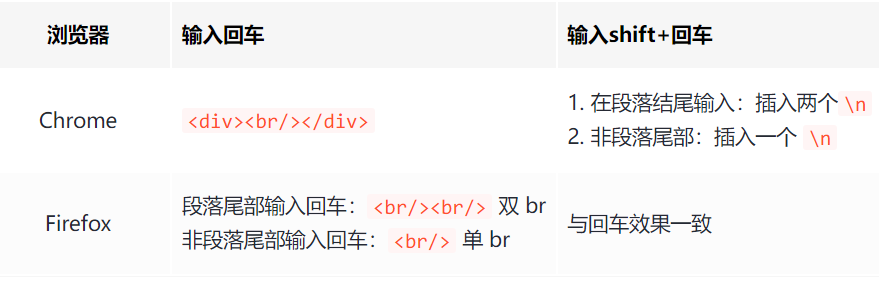 浏览器 输入回车 输入shift+回车
Chrome <div><br/></div> 1. 在段落结尾输入：插入两个 \n
2. 非段落尾部：插入一个 \n
Firefox 段落尾部输入回车：<br/><br/> 双 br
非段落尾部输入回车：<br/> 单 br
与回车效果一致